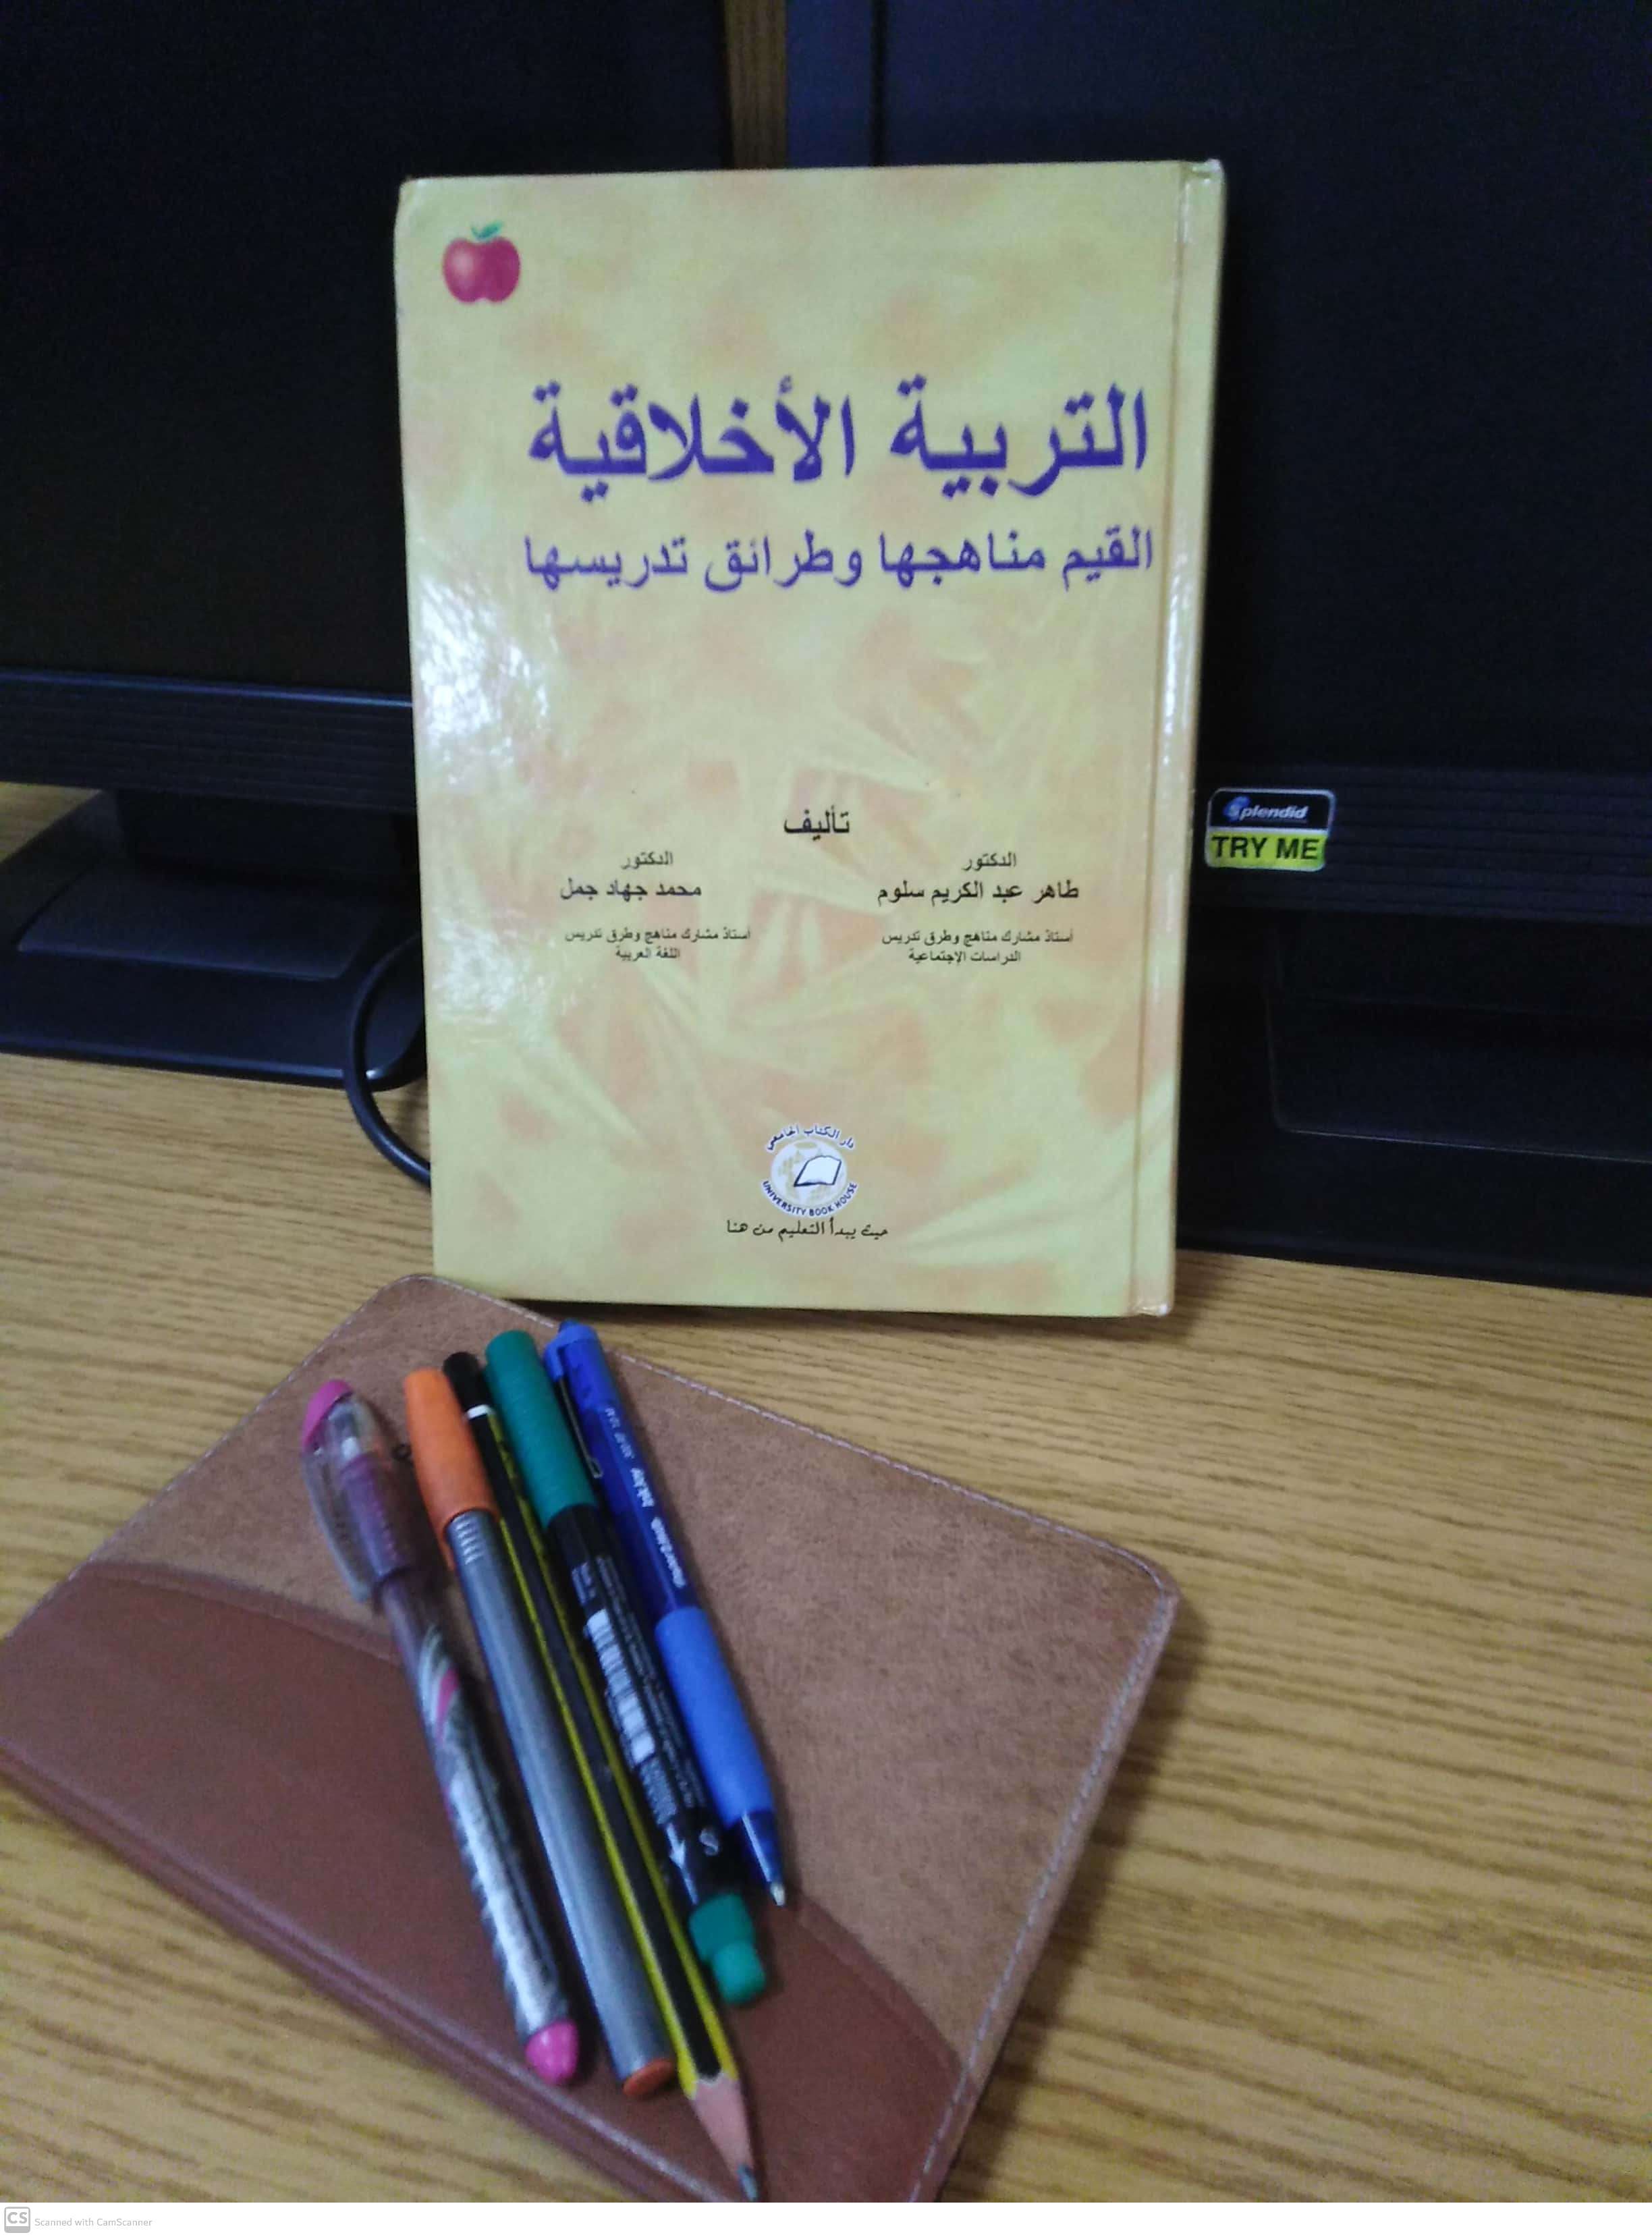 التربية الأخلاقية
القيم مناهجها وطرائق تدريسها
تأليف
الدكتور
طاهر عبد الكريم سلوم
أستاذ مشارك مناهج وطرق تدريس
الدراسات الإجتماعية
الدكتور
محمد جهاد جمل
أستاذ مشارك مناهج وطرق تدريس
اللغة العربية
دار الكتاب الجامعي
UNIVERSITY BOOK HOUSE
حيث يبدأ التعليم من هنا
Splendid
TRY ME
InkJoy
S
CS
Scanned with CamScanner